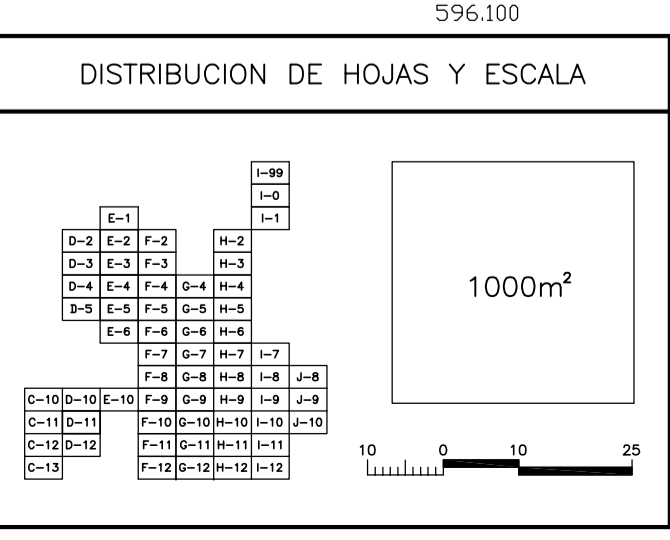 596.100
DISTRIBUCION DE HOJAS Y ESCALA
I-99
I-0
E-1 I-1
D-2 E-2 F-2 H-2
D-3 E-3 F-3 H-3
D-4 E-4 F-4 G-4 H-4
D-5 E-5 F-5 G-5 H-5
E-6 F-6 G-6 H-6
F-7 G-7 H-7 I-7
F-8 G-8 H-8 I-8 J-8
C-10 D-10 E-10 F-9 G-9 H-9 I-9 J-9
C-11 D-11 F-10 G-10 H-10 I-10 J-10
C-12 D-12 F-11 G-11 H-11 I-11
C-13 F-12 G-12 H-12 I-12
1000m²
10 0 10 25